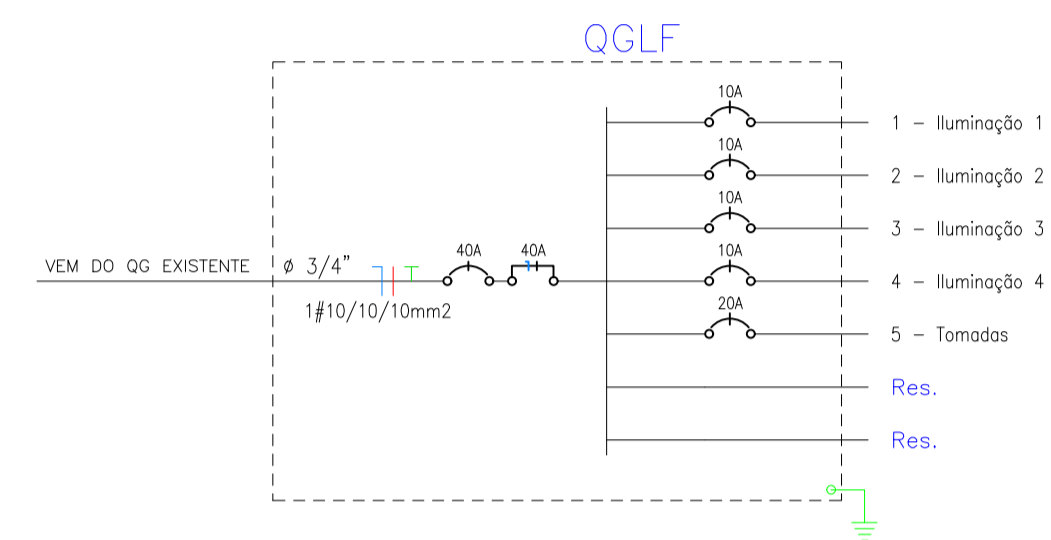 QGLF
10A
1 - Iluminação 1
10A
2 - Iluminação 2
10A
3 - Iluminação 3
VEM DO QG EXISTENTE
ø 3/4"
40A
40A
10A
4 - Iluminação 4
1#10/10/10mm2
20A
5 - Tomadas
Res.
Res.